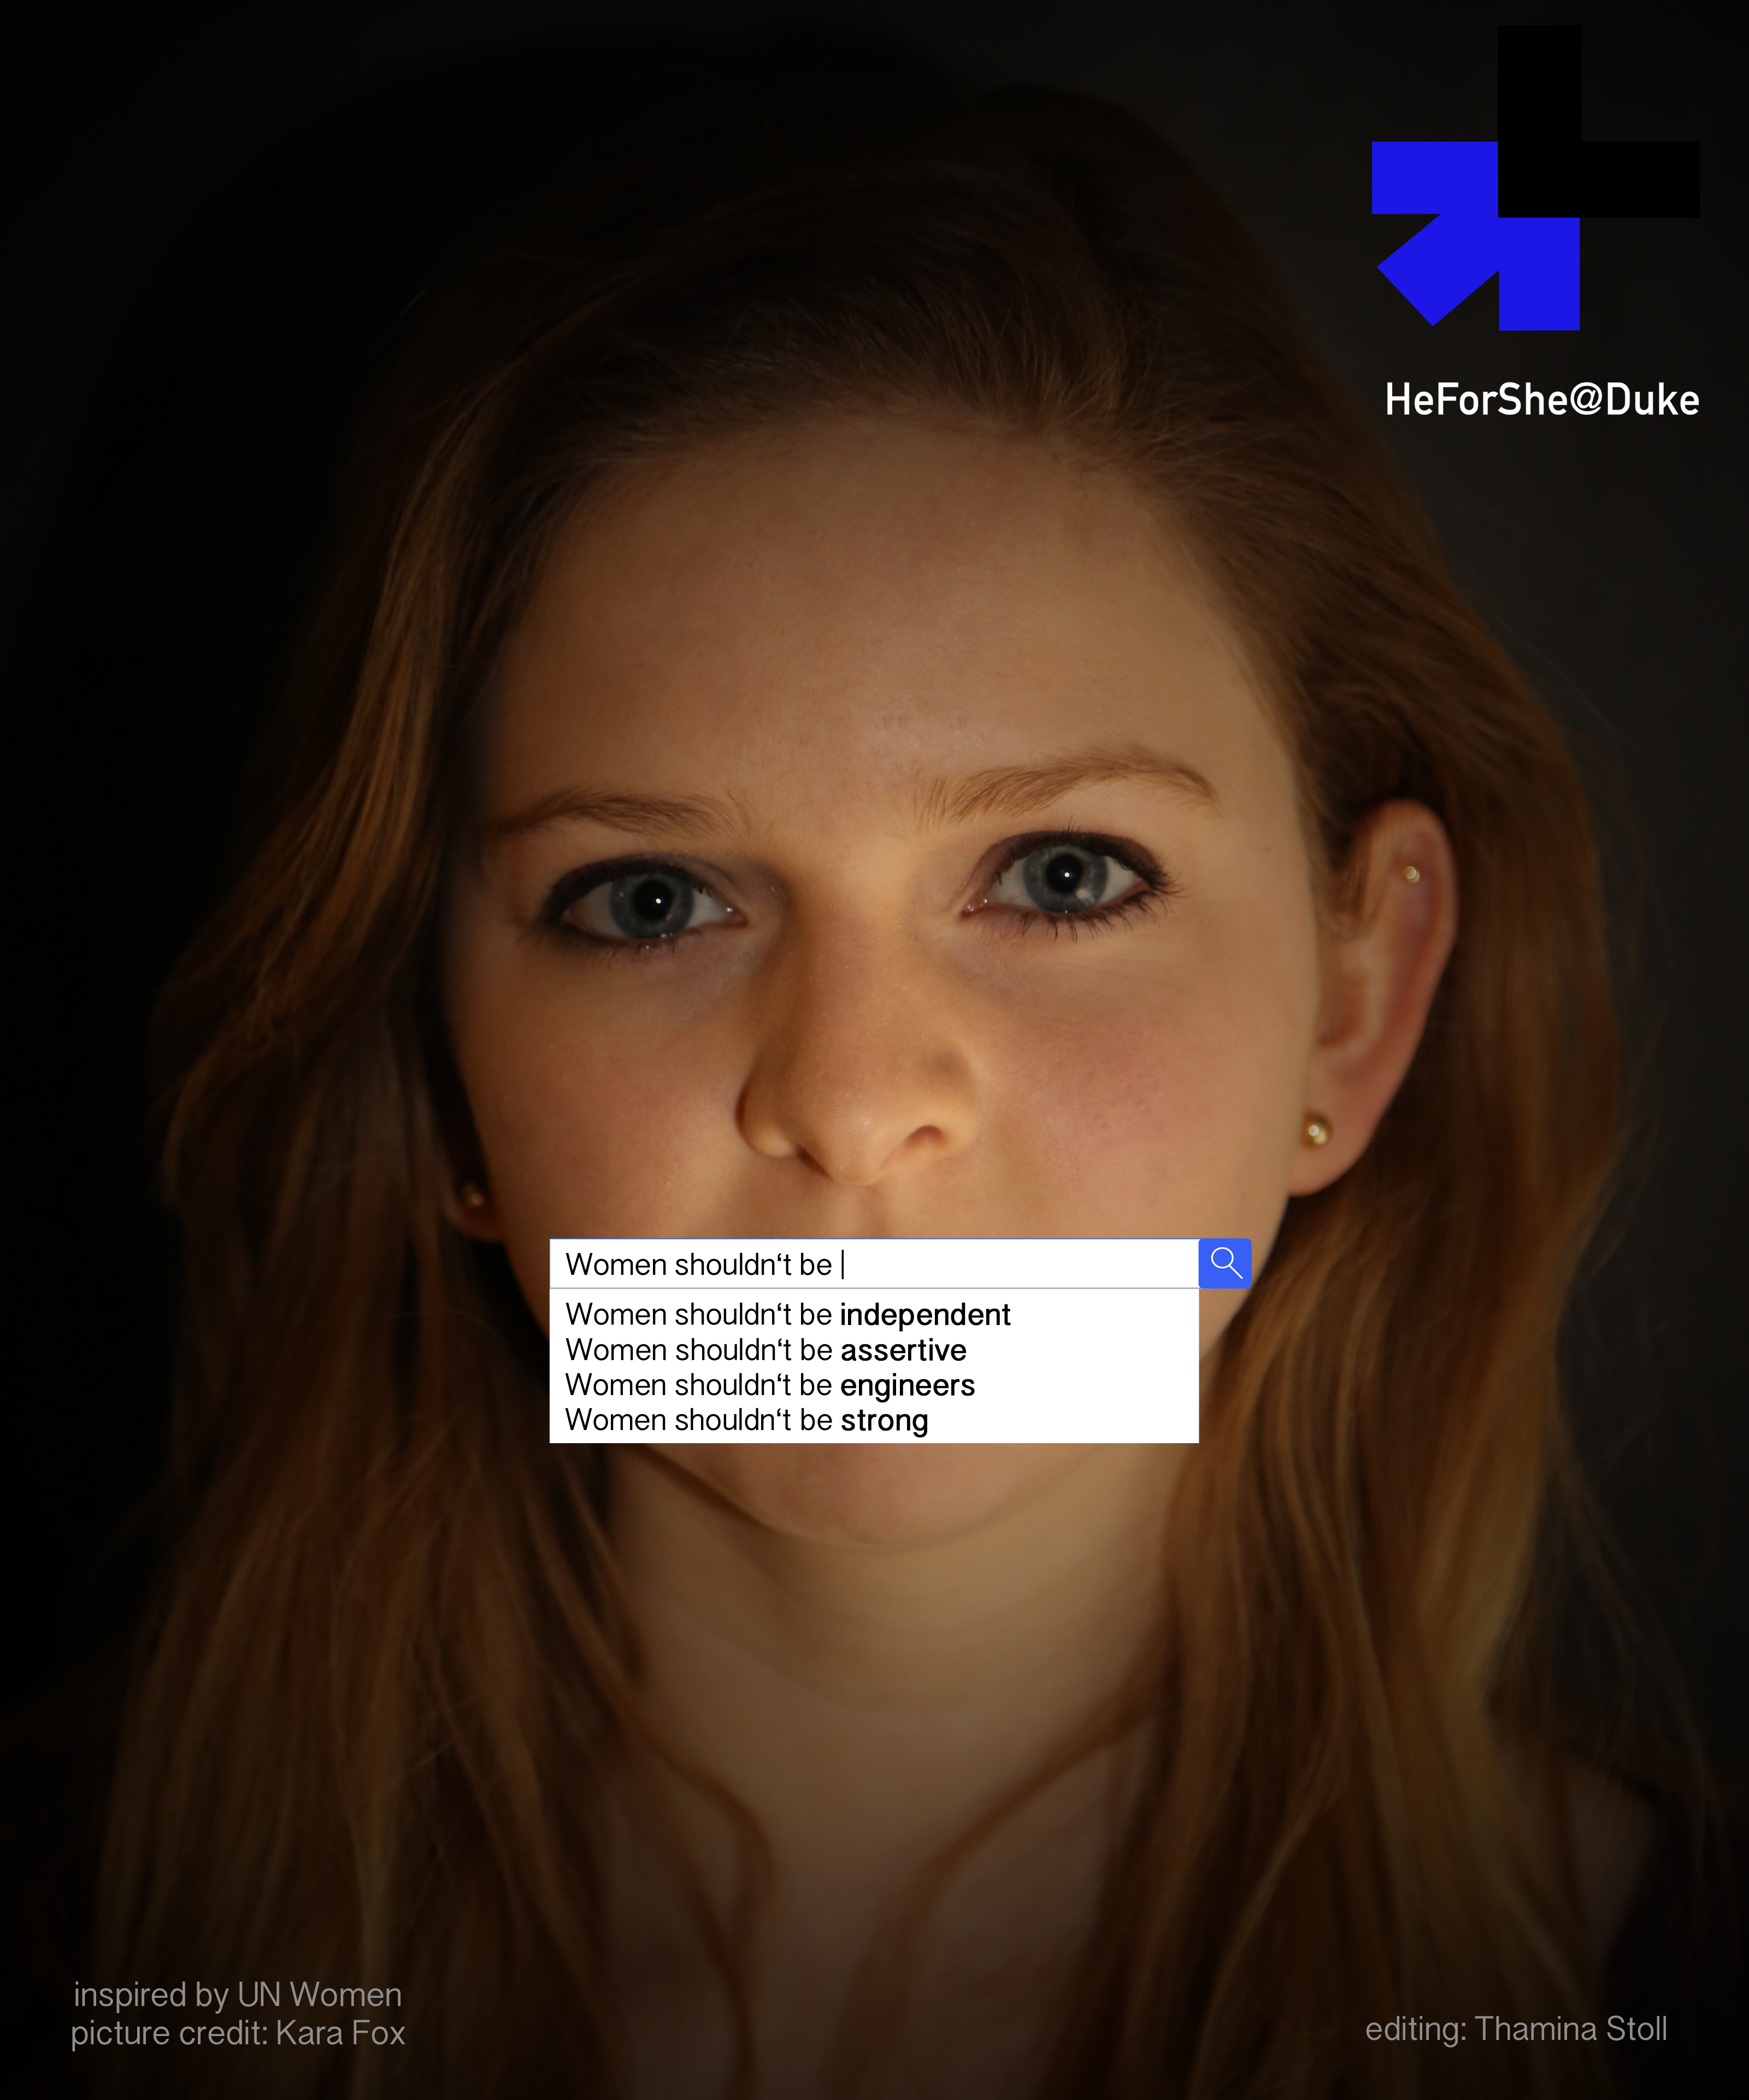 HeForShe@Duke
Women shouldn‘t be
Women shouldn‘t be independent
Women shouldn‘t be assertive
Women shouldn‘t be engineers
Women shouldn‘t be strong
inspired by UN Women
picture credit: Kara Fox
editing: Thamina Stoll